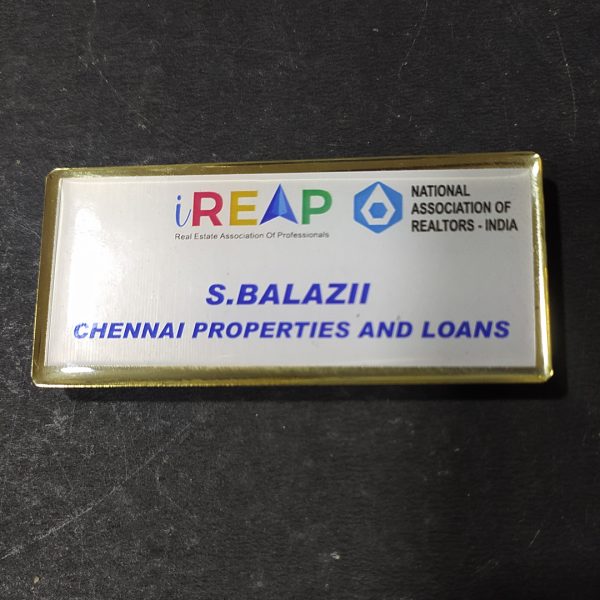 iREAP
Real Estate Association Of Professionals
NATIONAL
ASSOCIATION OF
REALTORS - INDIA
S.BALAZII
CHENNAI PROPERTIES AND LOANS